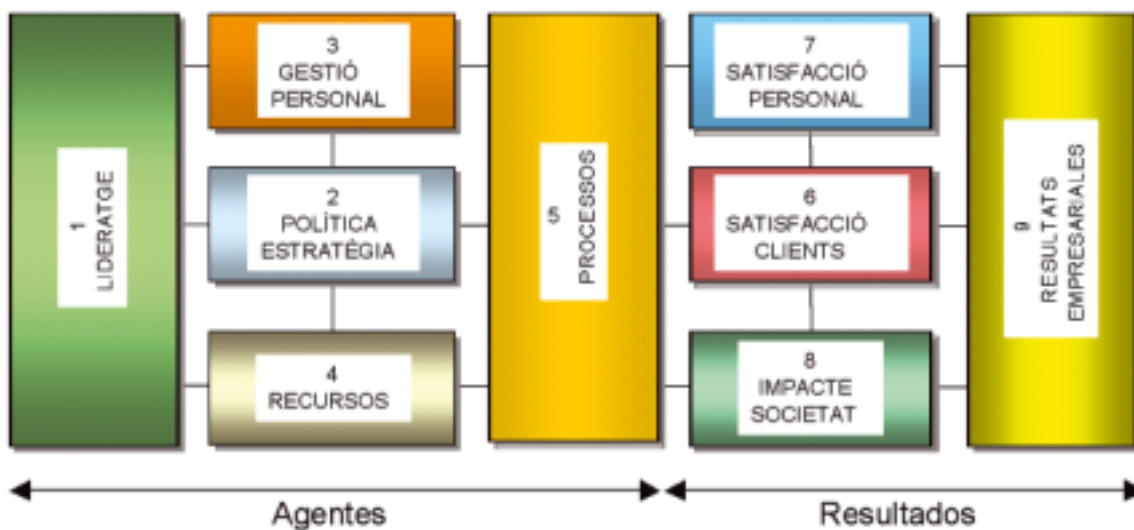 1
LIDERATGE
3
GESTIÓ
PERSONAL
2
POLÍTICA
ESTRATÉGIA
4
RECURSOS
5
PROCESSOS
7
SATISFACCIÓ
PERSONAL
6
SATISFACCIÓ
CLIENTS
8
IMPACTE
SOCIETAT
9
RESULTATS
EMPRESARIALES
Agentes
Resultados